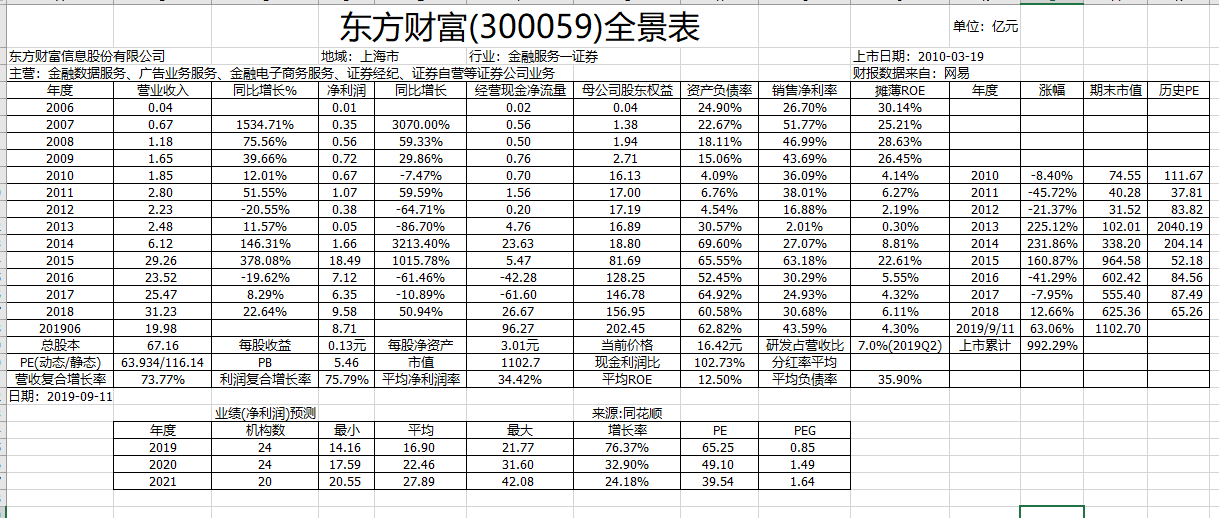 东方财富(300059)全景表
单位：亿元
东方财富信息股份有限公司 地域：上海市 行业：金融服务—证券 上市日期：2010-03-19
主营：金融数据服务、广告业务服务、金融电子商务服务、证券经纪、证券自营等证券公司业务 财报数据来自：网易
年度 营业收入 同比增长% 净利润 同比增长 经营现金净流量 母公司股东权益 资产负债率 销售净利率 摊薄ROE 年度 涨幅 期末市值 历史PE
2006 0.04 0.01 0.02 0.04 24.90% 26.70% 30.14%
2007 0.67 1534.71% 0.35 3070.00% 0.56 1.38 22.67% 51.77% 25.21%
2008 1.18 75.56% 0.56 59.33% 0.50 1.94 18.11% 46.99% 28.63%
2009 1.65 39.66% 0.72 29.86% 0.76 2.71 15.06% 43.69% 26.45%
2010 1.85 12.01% 0.67 -7.47% 0.70 16.13 4.09% 36.09% 4.14% 2010 -8.40% 74.55 111.67
2011 2.80 51.55% 1.07 59.59% 1.56 17.00 6.76% 38.01% 6.27% 2011 -45.72% 40.28 37.81
2012 2.23 -20.55% 0.38 -64.71% 0.20 17.19 4.54% 16.88% 2.19% 2012 -21.37% 31.52 83.82
2013 2.48 11.57% 0.05 -86.70% 4.76 16.89 30.57% 2.01% 0.30% 2013 225.12% 102.01 2040.19
2014 6.12 146.31% 1.66 3213.40% 23.63 18.80 69.60% 27.07% 8.81% 2014 231.86% 338.20 204.14
2015 29.26 378.08% 18.49 1015.78% 5.47 81.69 65.55% 63.18% 22.61% 2015 160.87% 964.58 52.18
2016 23.52 -19.62% 7.12 -61.46% -42.28 128.25 52.45% 30.29% 5.55% 2016 -41.29% 602.42 84.56
2017 25.47 8.29% 6.35 -10.89% -61.60 146.78 64.92% 24.93% 4.32% 2017 -7.95% 555.40 87.49
2018 31.23 22.64% 9.58 50.94% 26.67 156.95 60.58% 30.68% 6.11% 2018 12.66% 625.36 65.26
201906 19.98 8.71 96.27 202.45 62.82% 43.59% 4.30% 2019/9/11 63.06% 1102.70
总股本 67.16 每股收益 0.13元 每股净资产 3.01元 当前价格 16.42元 研发占营收比 7.0%(2019Q2) 上市累计 992.29%
PE(动态/静态) 63.934/116.14 PB 5.46 市值 1102.7 现金利润比 102.73% 分红率平均
营收复合增长率 73.77% 利润复合增长率 75.79% 平均净利润率 34.42% 平均ROE 12.50% 平均负债率 35.90%
日期：2019-09-11
业绩(净利润)预测 来源:同花顺
年度 机构数 最小 平均 最大 增长率 PE PEG
2019 24 14.16 16.90 21.77 76.37% 65.25 0.85
2020 24 17.59 22.46 31.60 32.90% 49.10 1.49
2021 20 20.55 27.89 42.08 24.18% 39.54 1.64